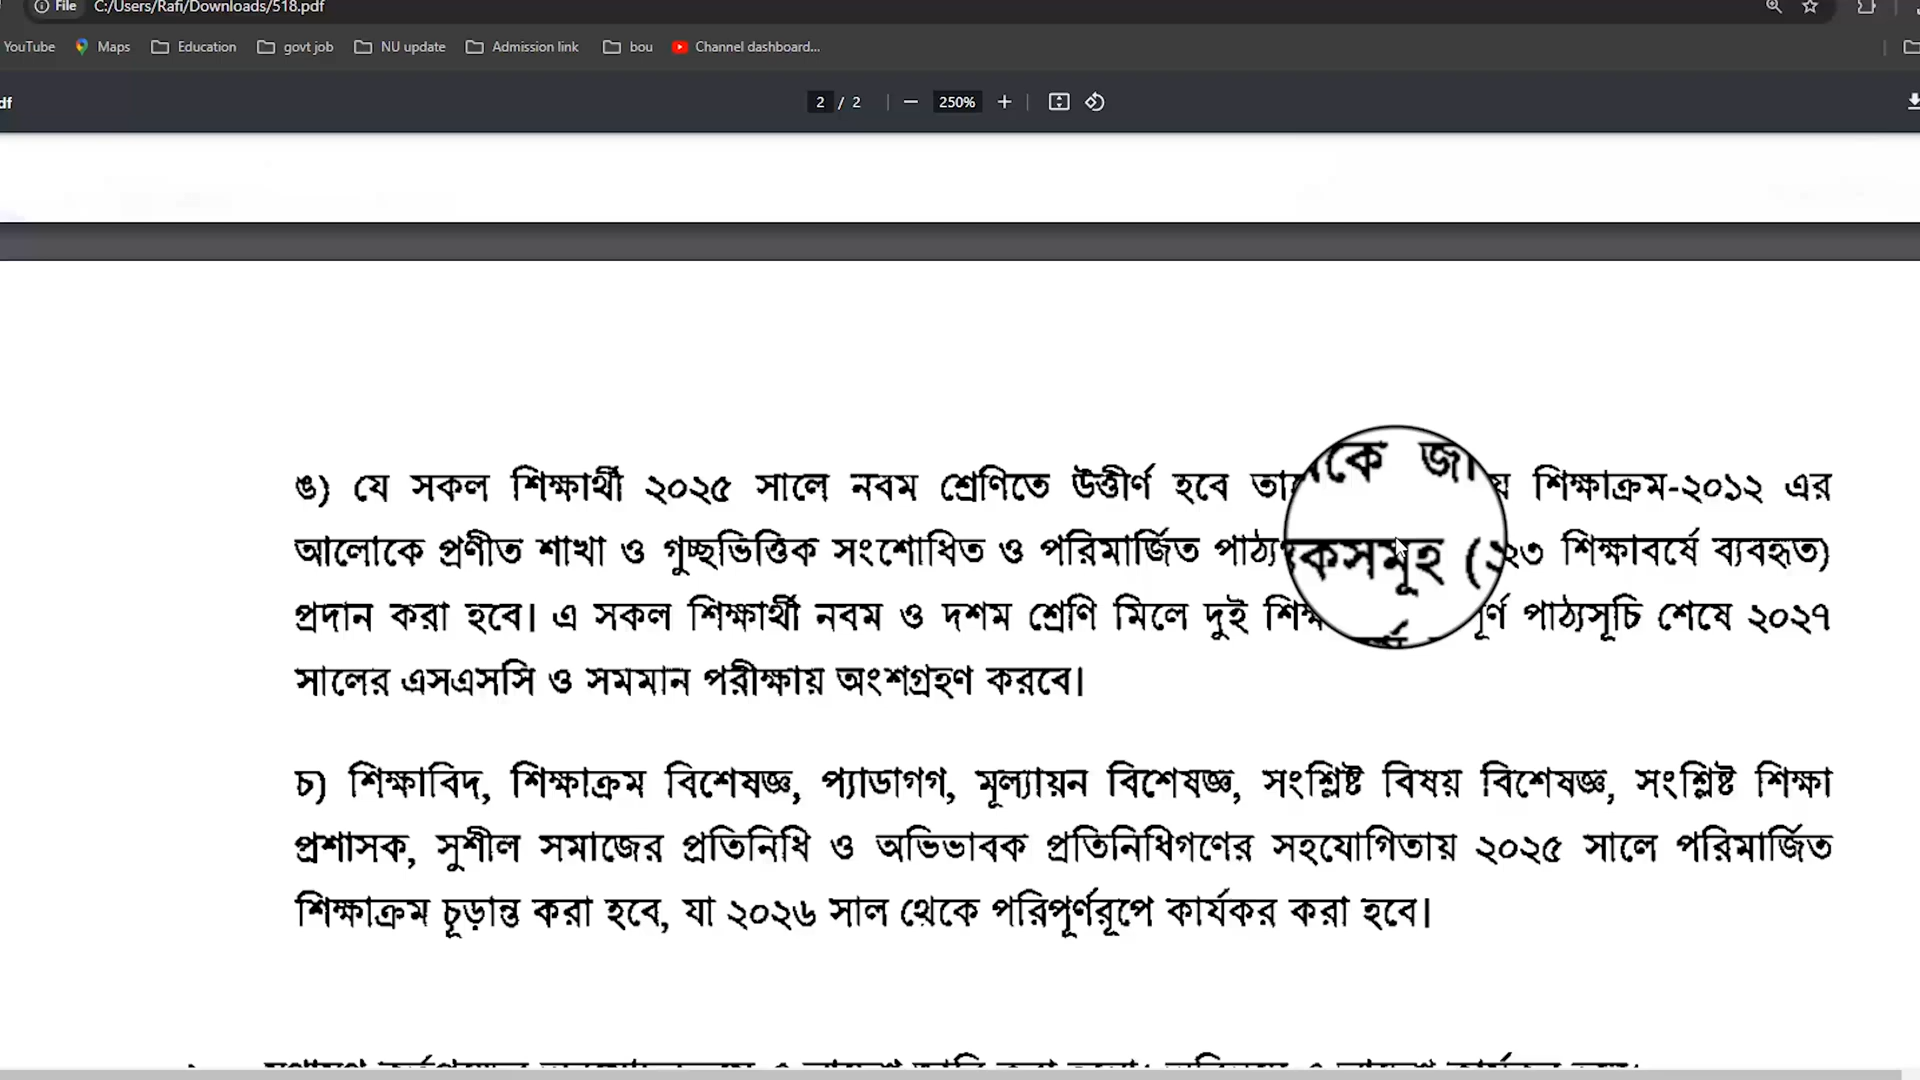 File C:/Users/Rafi/Downloads/518.pdf
YouTube Maps Education govt job NU update Admission link bou Channel dashboard...
df 2 / 2 250%
ঙ) যে সকল শিক্ষার্থী ২০২৫ সালে নবম শ্রেণিতে উত্তীর্ণ হবে শিক্ষাক্রম-২০১২ এর
আলোকে প্রণীত শাখা ও গুচ্ছভিত্তিক সংশোধিত ও পরিমার্জিত শিক্ষাবর্ষে ব্যবহৃত)
প্রদান করা হবে। এ সকল শিক্ষার্থী নবম ও দশম শ্রেণি মিলে দুই পাঠ্যসূচি শেষে ২০২৭
সালের এসএসসি ও সমমান পরীক্ষায় অংশগ্রহণ করবে।
চ) শিক্ষাবিদ, শিক্ষাক্রম বিশেষজ্ঞ, প্যাডাগগ, মূল্যায়ন বিশেষজ্ঞ, সংশ্লিষ্ট বিষয় বিশেষজ্ঞ, সংশ্লিষ্ট শিক্ষা
প্রশাসক, সুশীল সমাজের প্রতিনিধি ও অভিভাবক প্রতিনিধিগণের সহযোগিতায় ২০২৫ সালে পরিমার্জিত
শিক্ষাক্রম চূড়ান্ত করা হবে, যা ২০২৬ সাল থেকে পরিপূর্ণরূপে কার্যকর করা হবে।